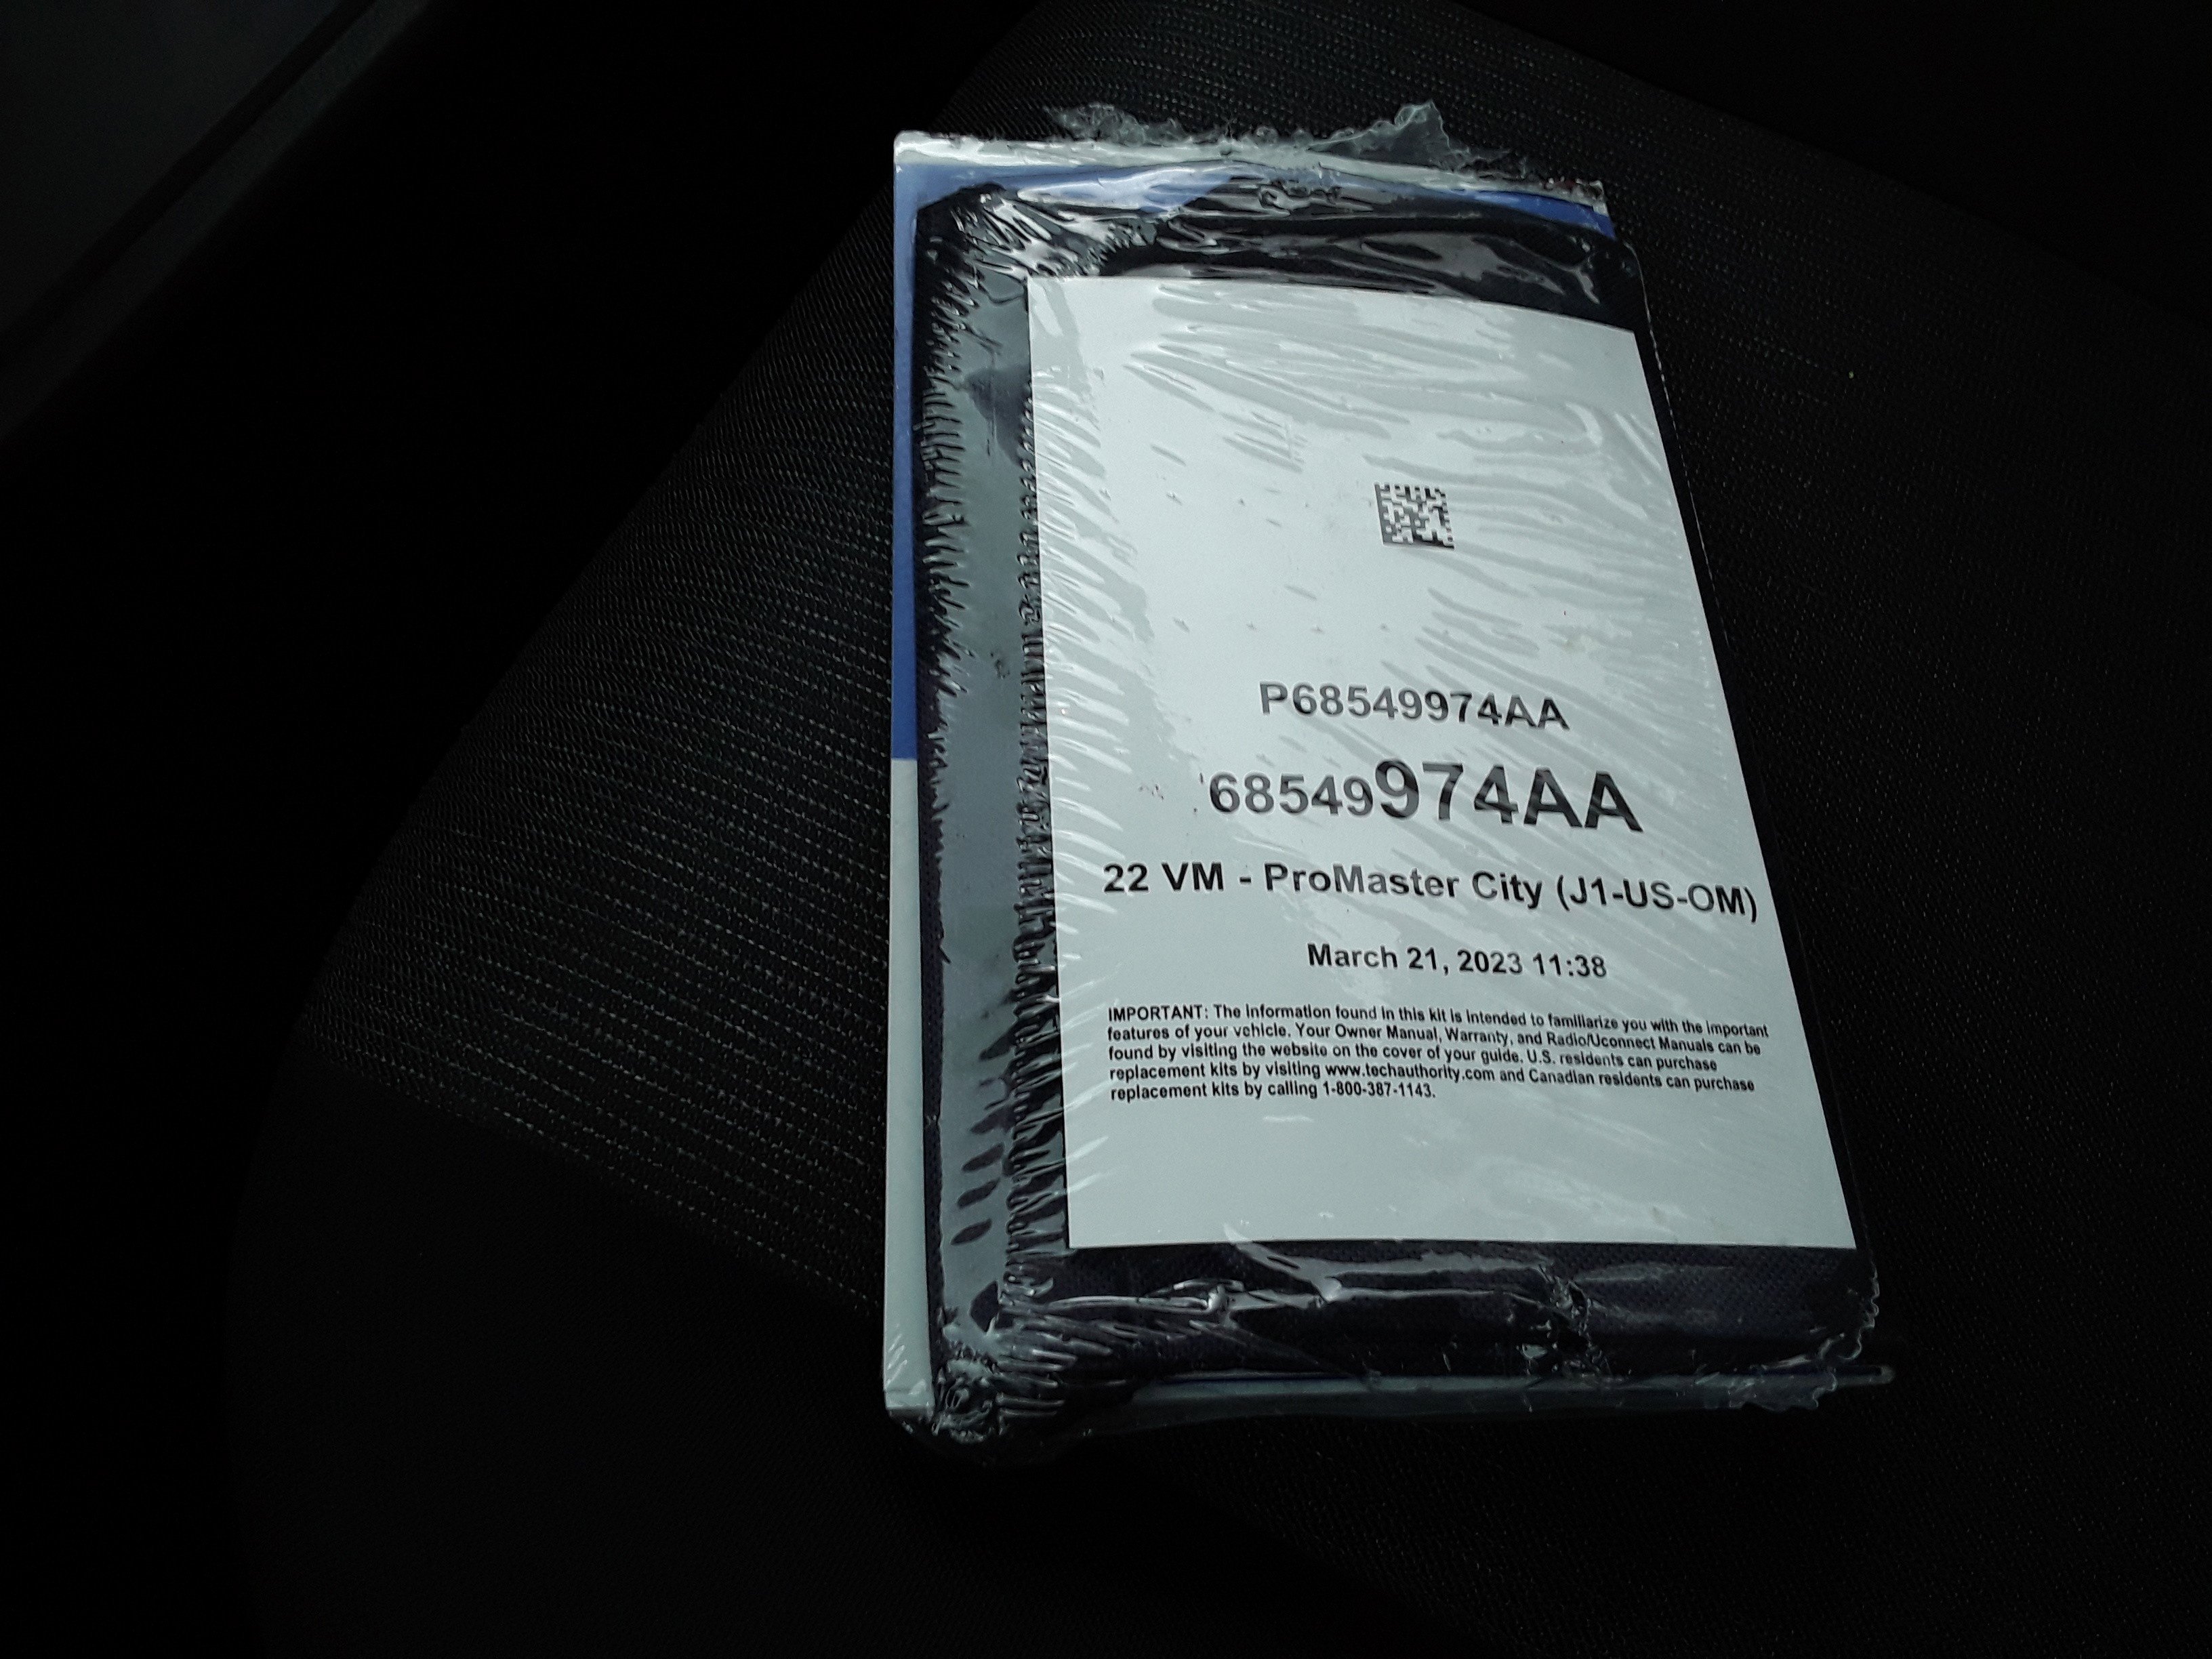 P68549974AA
68549974AA
22 VM - ProMaster City (J1-US-OM)
March 21, 2023 11:38
IMPORTANT: The information found in this kit is intended to familiarize you with the important
features of your vehicle. Your Owner Manual, Warranty, and Radio/Uconnect Manuals can be
found by visiting the website on the cover of your guide. U.S. residents can purchase
replacement kits by visiting www.techauthority.com and Canadian residents can purchase
replacement kits by calling 1-800-387-1143.